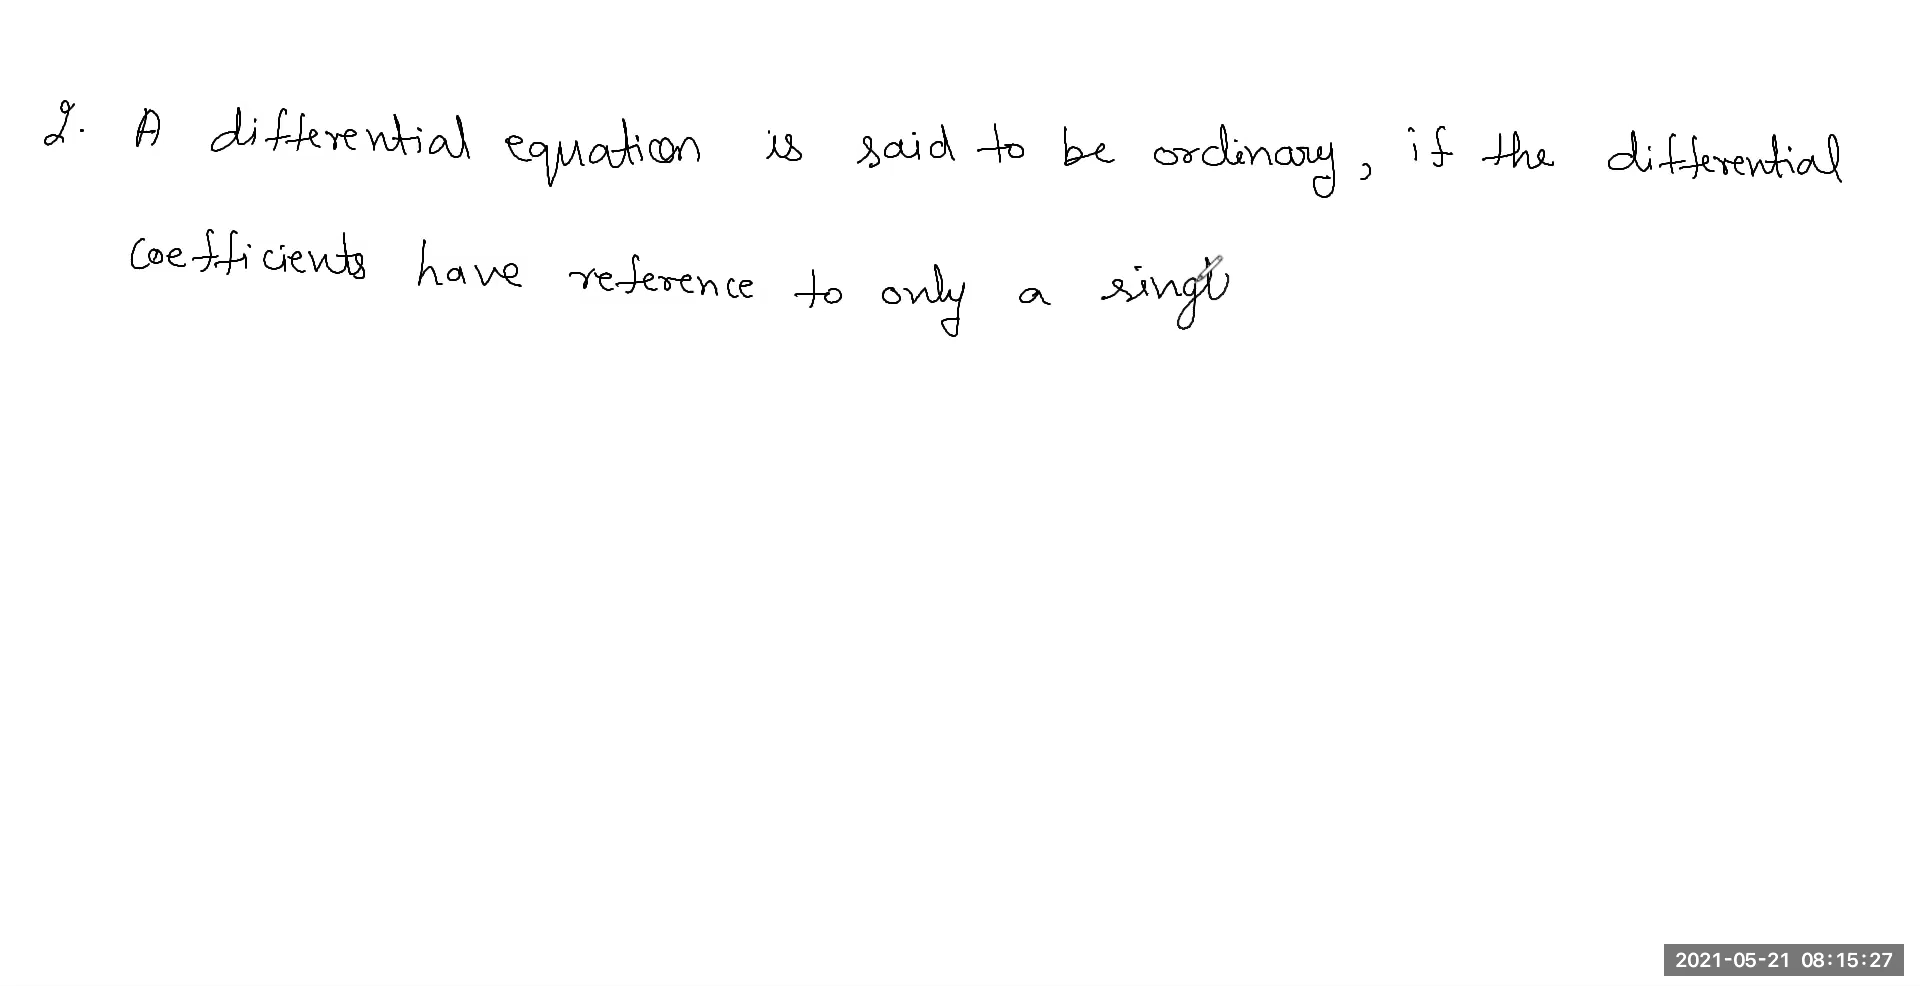 2. A differential equation is said to be ordinary, if the differential
coefficients have reference to only a singl
2021-05-21 08:15:27